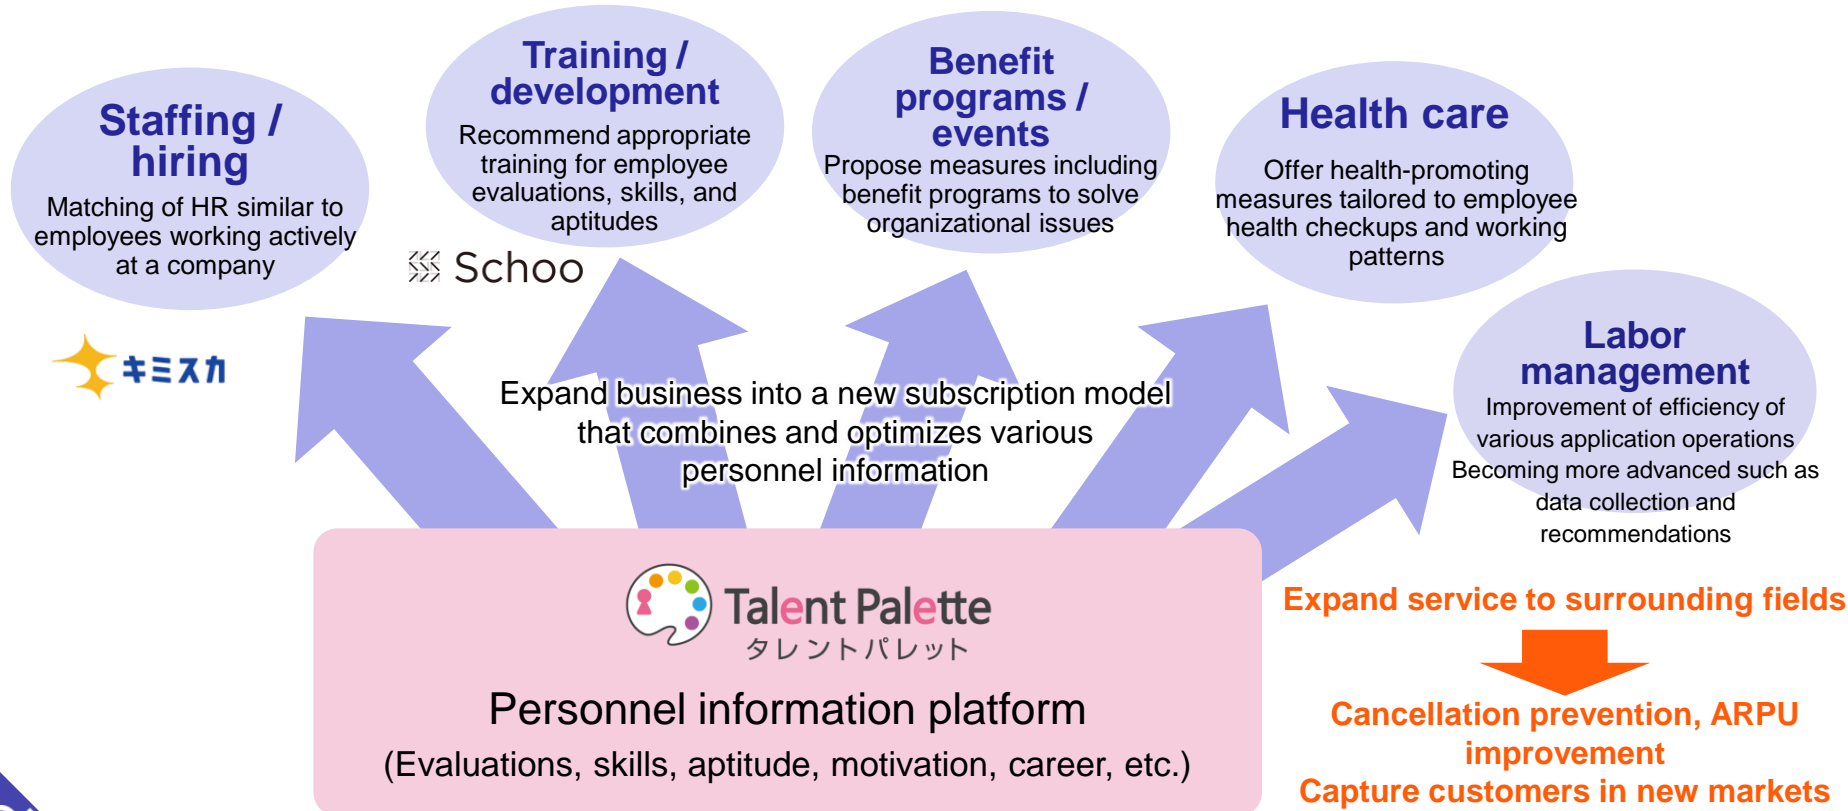 Staffing /
hiring
Matching of HR similar to
employees working actively
at a company
キミスカ
Training /
development
Recommend appropriate
training for employee
evaluations, skills, and
aptitudes
Schoo
Benefit
programs /
events
Propose measures including
benefit programs to solve
organizational issues
Health care
Offer health-promoting
measures tailored to employee
health checkups and working
patterns
Labor
management
Improvement of efficiency of
various application operations
Becoming more advanced such as
data collection and
recommendations
Expand business into a new subscription model
that combines and optimizes various
personnel information
Talent Palette
タレントパレット
Personnel information platform
(Evaluations, skills, aptitude, motivation, career, etc.)
Expand service to surrounding fields
Cancellation prevention, ARPU
improvement
Capture customers in new markets